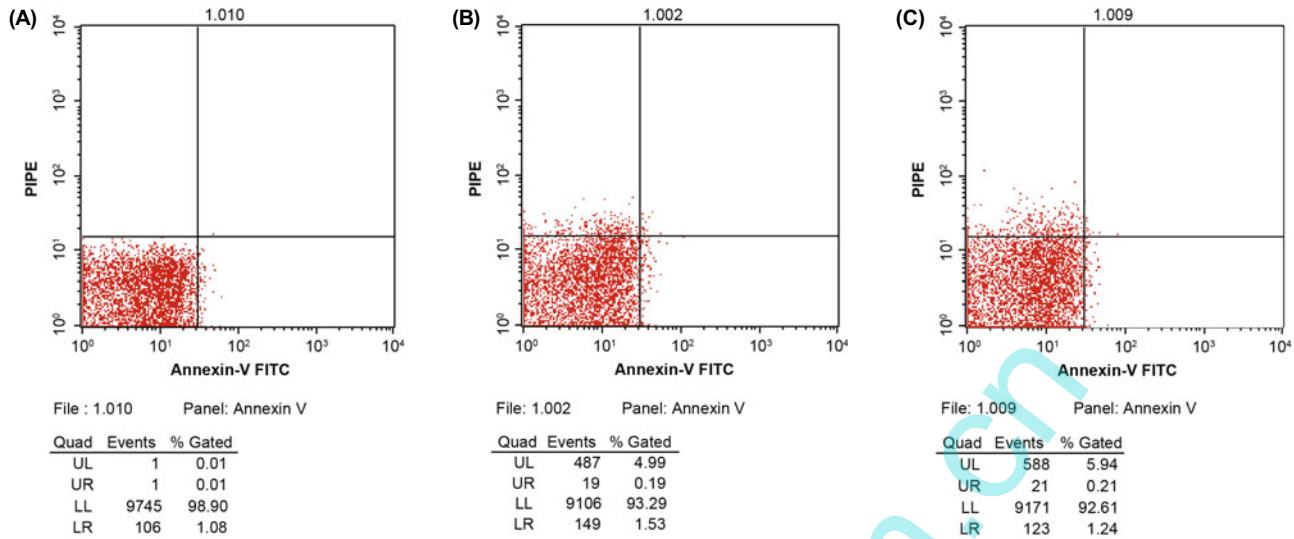 (A)
1.010
10⁴
10³
10²
10¹
10⁰
PIPE
10⁰ 10¹ 10² 10³ 10⁴
Annexin-V FITC
File : 1.010 Panel: Annexin V
Quad Events % Gated
UL 1 0.01
UR 1 0.01
LL 9745 98.90
LR 106 1.08
(B)
1.002
10⁴
10³
10²
10¹
10⁰
PIPE
10⁰ 10¹ 10² 10³ 10⁴
Annexin-V FITC
File: 1.002 Panel: Annexin V
Quad Events % Gated
UL 487 4.99
UR 19 0.19
LL 9106 93.29
LR 149 1.53
(C)
1.009
10⁴
10³
10²
10¹
10⁰
PIPE
10⁰ 10¹ 10² 10³ 10⁴
Annexin-V FITC
File: 1.009 Panel: Annexin V
Quad Events % Gated
UL 588 5.94
UR 21 0.21
LL 9171 92.61
LR 123 1.24
.cn